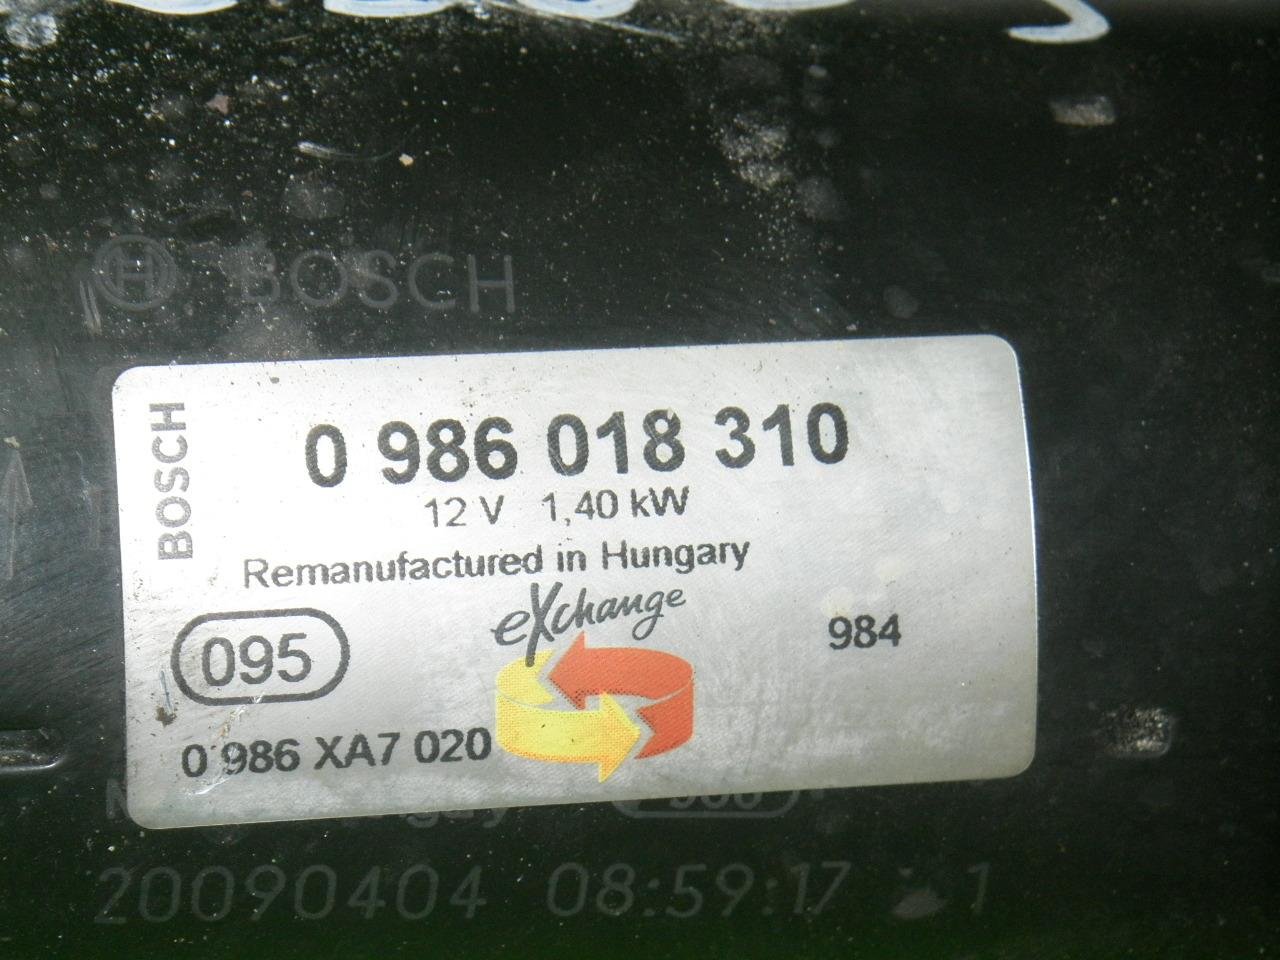 BOSCH
BOSCH
0 986 018 310
12 V 1,40 kW
Remanufactured in Hungary
eXchange
095
984
0 986 XA7 020
20090404 08:59:17
1